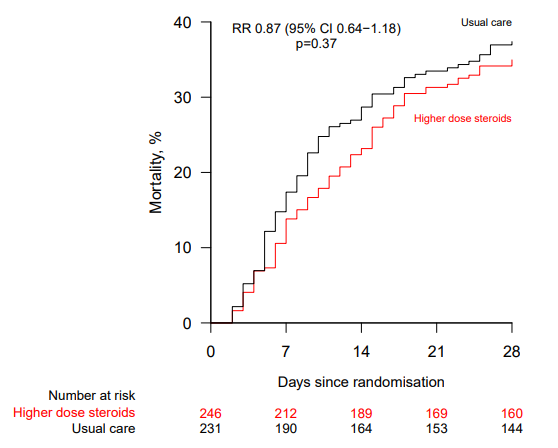 40
30
20
10
0
Mortality, %
RR 0.87 (95% CI 0.64−1.18)
p=0.37
Usual care
Higher dose steroids
0 7 14 21 28
Days since randomisation
Number at risk
Higher dose steroids 246 212 189 169 160
Usual care 231 190 164 153 144